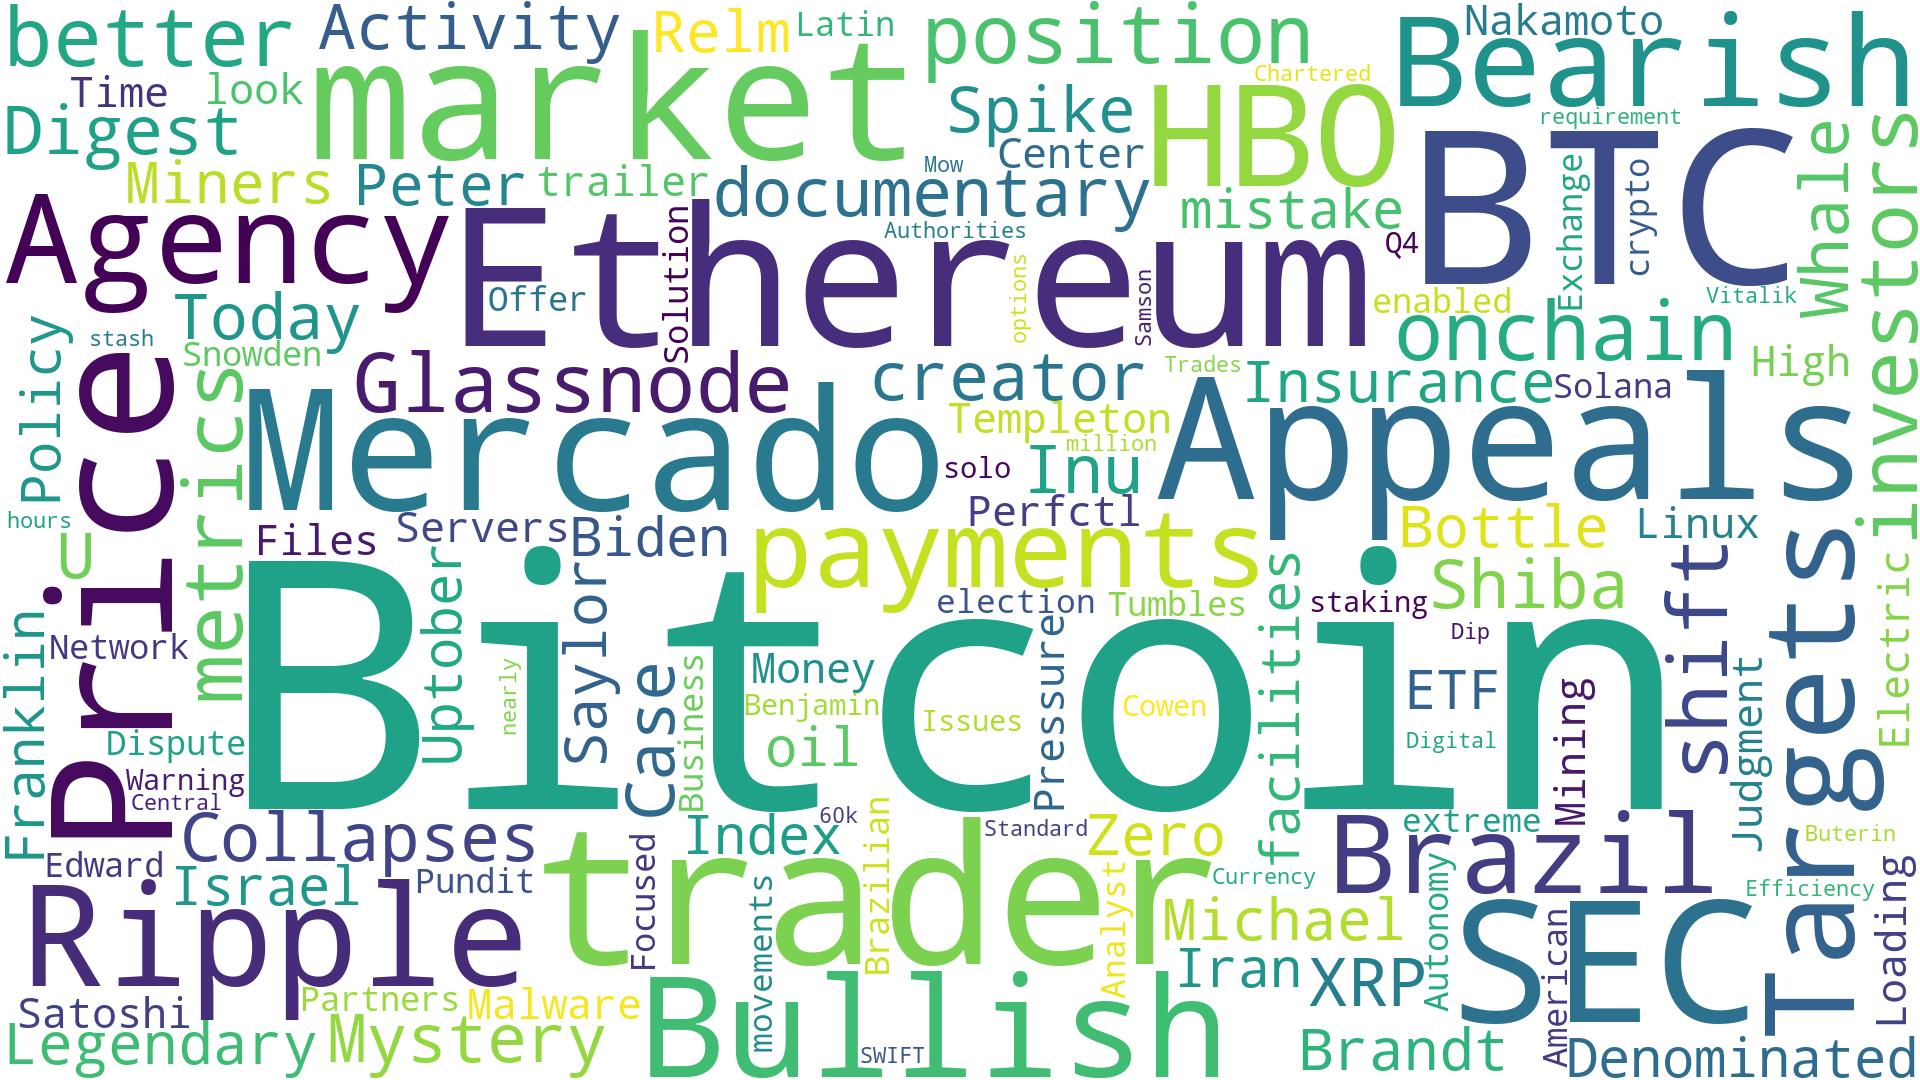 better
Activity
Relm
Latin
position
Nakamoto
Bearish
Time
look
market
Chartered
Digest
Spike
HBO
requirement
Miners
Peter
trailer
Mow
Center
documentary
mistake
BTC
Exchange
crypto
Whale
investors
Agency
Ethereum
Authorities
Q4
Solution
options
Samson
Offer
Today
enabled
Vitalik
Policy
stash
Snowden
onchain
Price
Glassnode
creator
Trades
Insurance
Solana
High
metrics
Mercado
Templeton
million
Appeals
solo
Inu
hours
Files
Servers
Biden
Perfctl
payments
Bottle
Linux
U
Bitcoin
Uptober
Saylor
election
Tumbles
facilities
staking
Shiba
shift
Targets
Electric
Franklin
Network
nearly
Case
Business
Money
Benjamin
oil
Issues
Pressure
Cowen
Dip
ETF
Digital
Mining
Judgment
Dispute
Warning
Central
Collapses
Index
60k
Brazilian
Standard
Zero
extreme
Brazil
Buterin
Edward
Israel
Pundit
trader
Focused
movements
Analyst
Currency
Autonomy
Efficiency
Loading
Ripple
Michael
SEC
American
Iran
XRP
Satoshi
Partners
Malware
Bullish
Legendary
Mystery
SWIFT
Brandt
Denominated